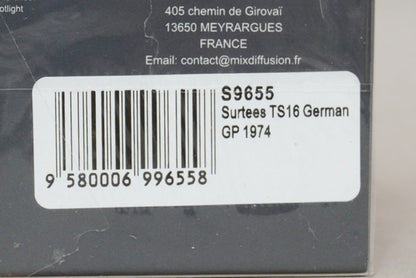 otlight
405 chemin de Girovaï
13650 MEYRARGUES
FRANCE
Email: contact@mixdiffusion.fr
S9655
Surtees TS16 German
GP 1974
9 580006 996558